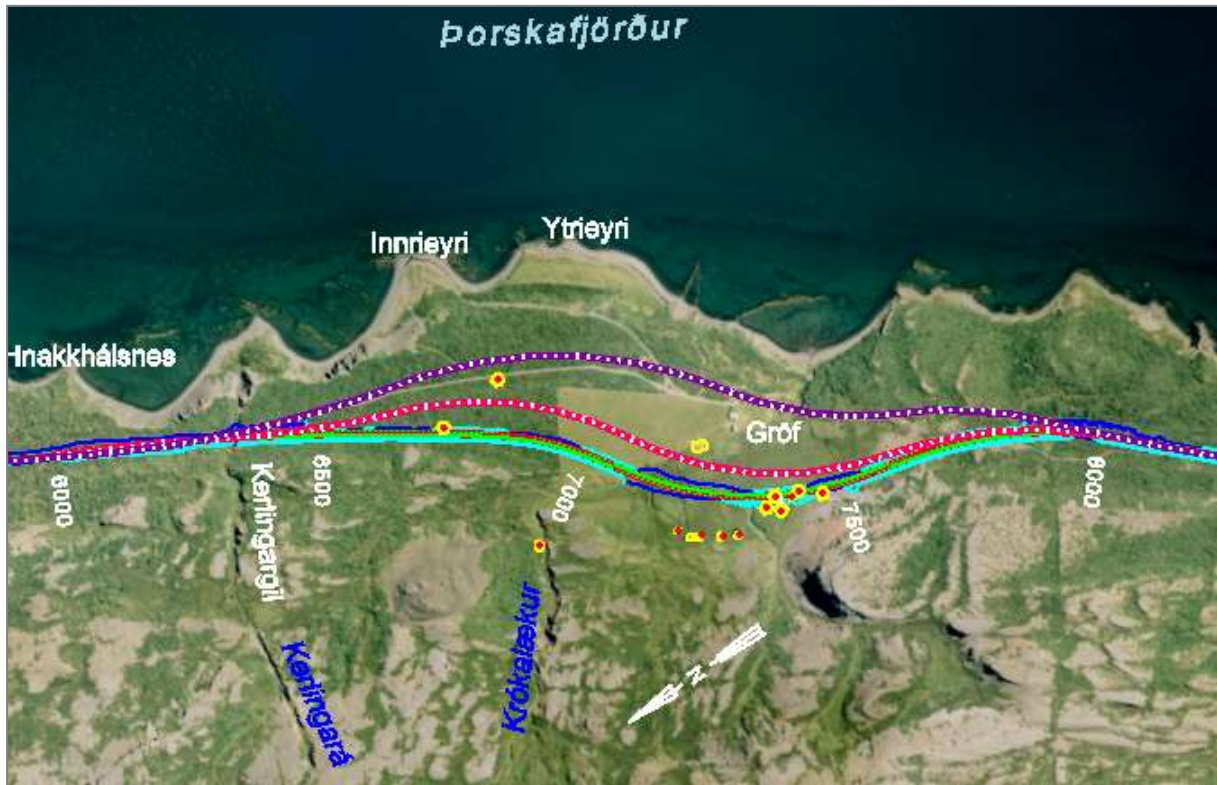 Þorskafjörður
Ytrieyri
Innrieyri
Hnakkhálsnes
Gröf
6000
Kerlingargil
6500
7000
7500
8000
Kerlingará
Krókalækur
N